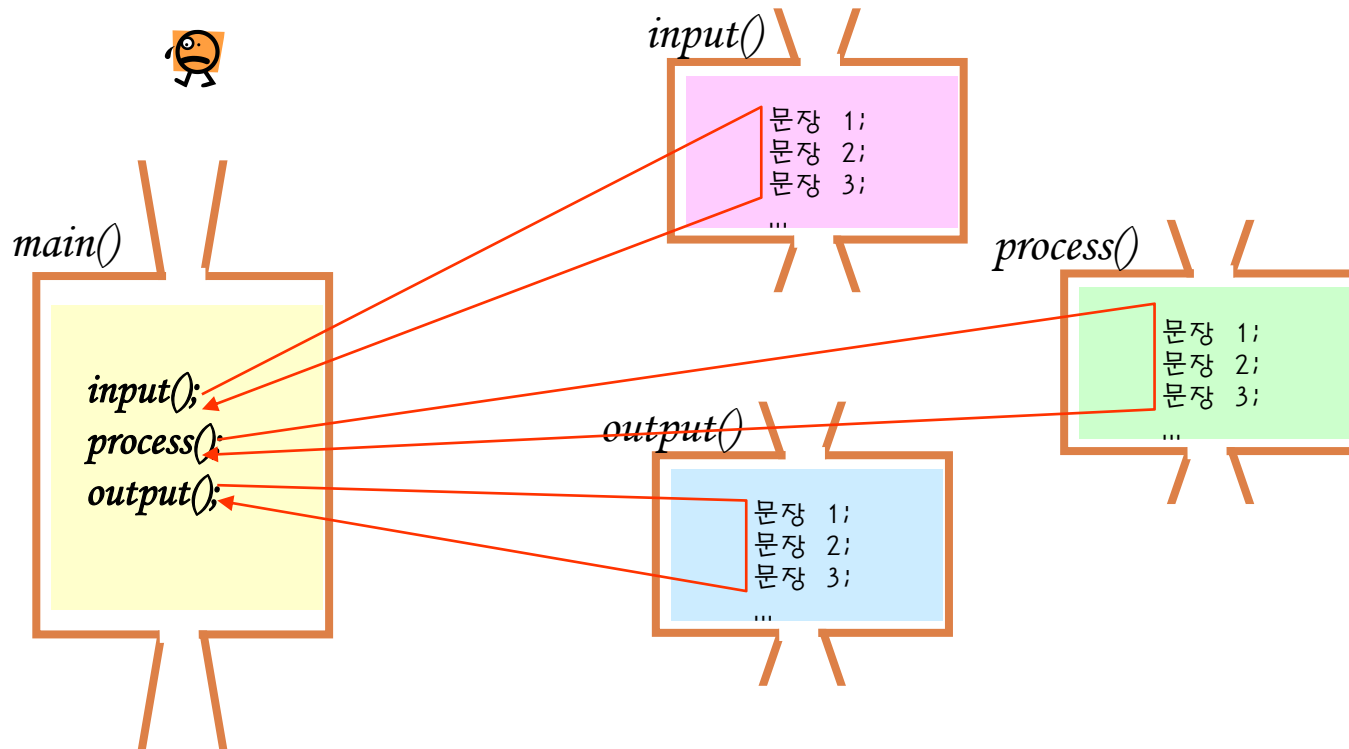 main()
input();
process();
output();
input()
문장 1;
문장 2;
문장 3;
...
process()
문장 1;
문장 2;
문장 3;
...
output()
문장 1;
문장 2;
문장 3;
...